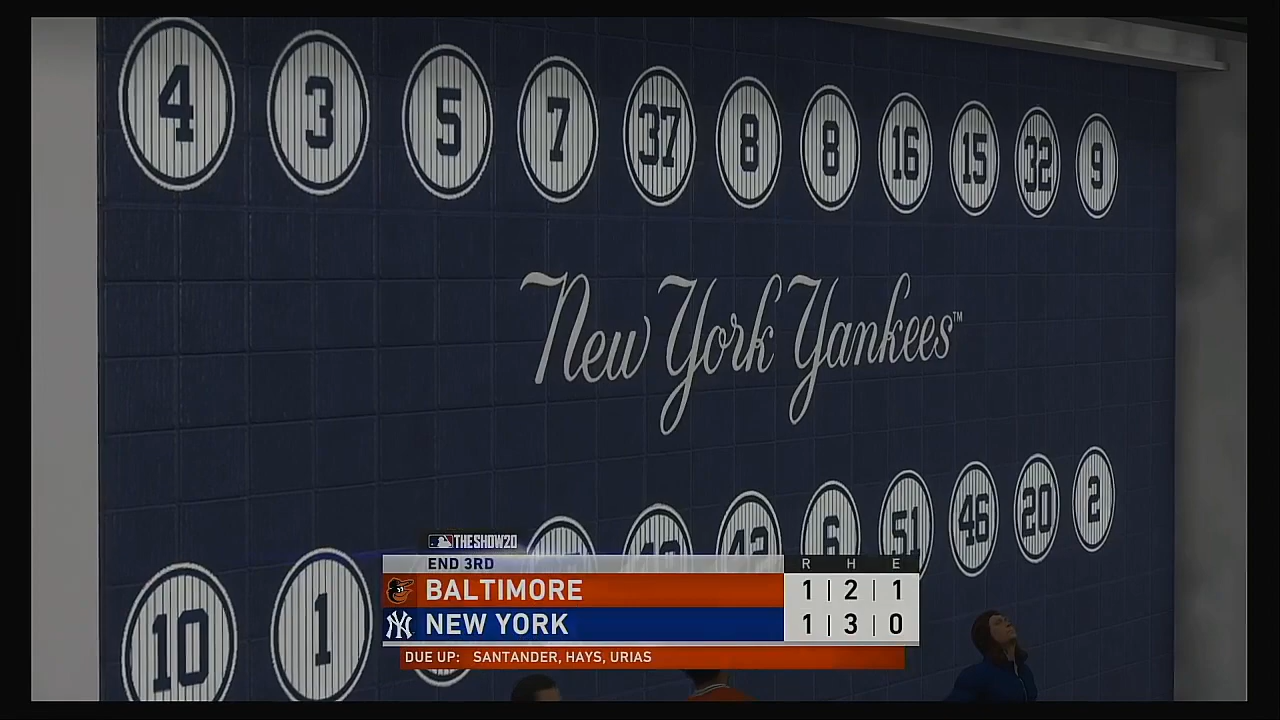 4 3 5 7 37 8 8 16 15 32 9
New York Yankees™
10 1 42 6 51 46 20 2
THE SHOW 20
END 3RD R H E
BALTIMORE 1 2 1
NEW YORK 1 3 0
DUE UP: SANTANDER, HAYS, URIAS